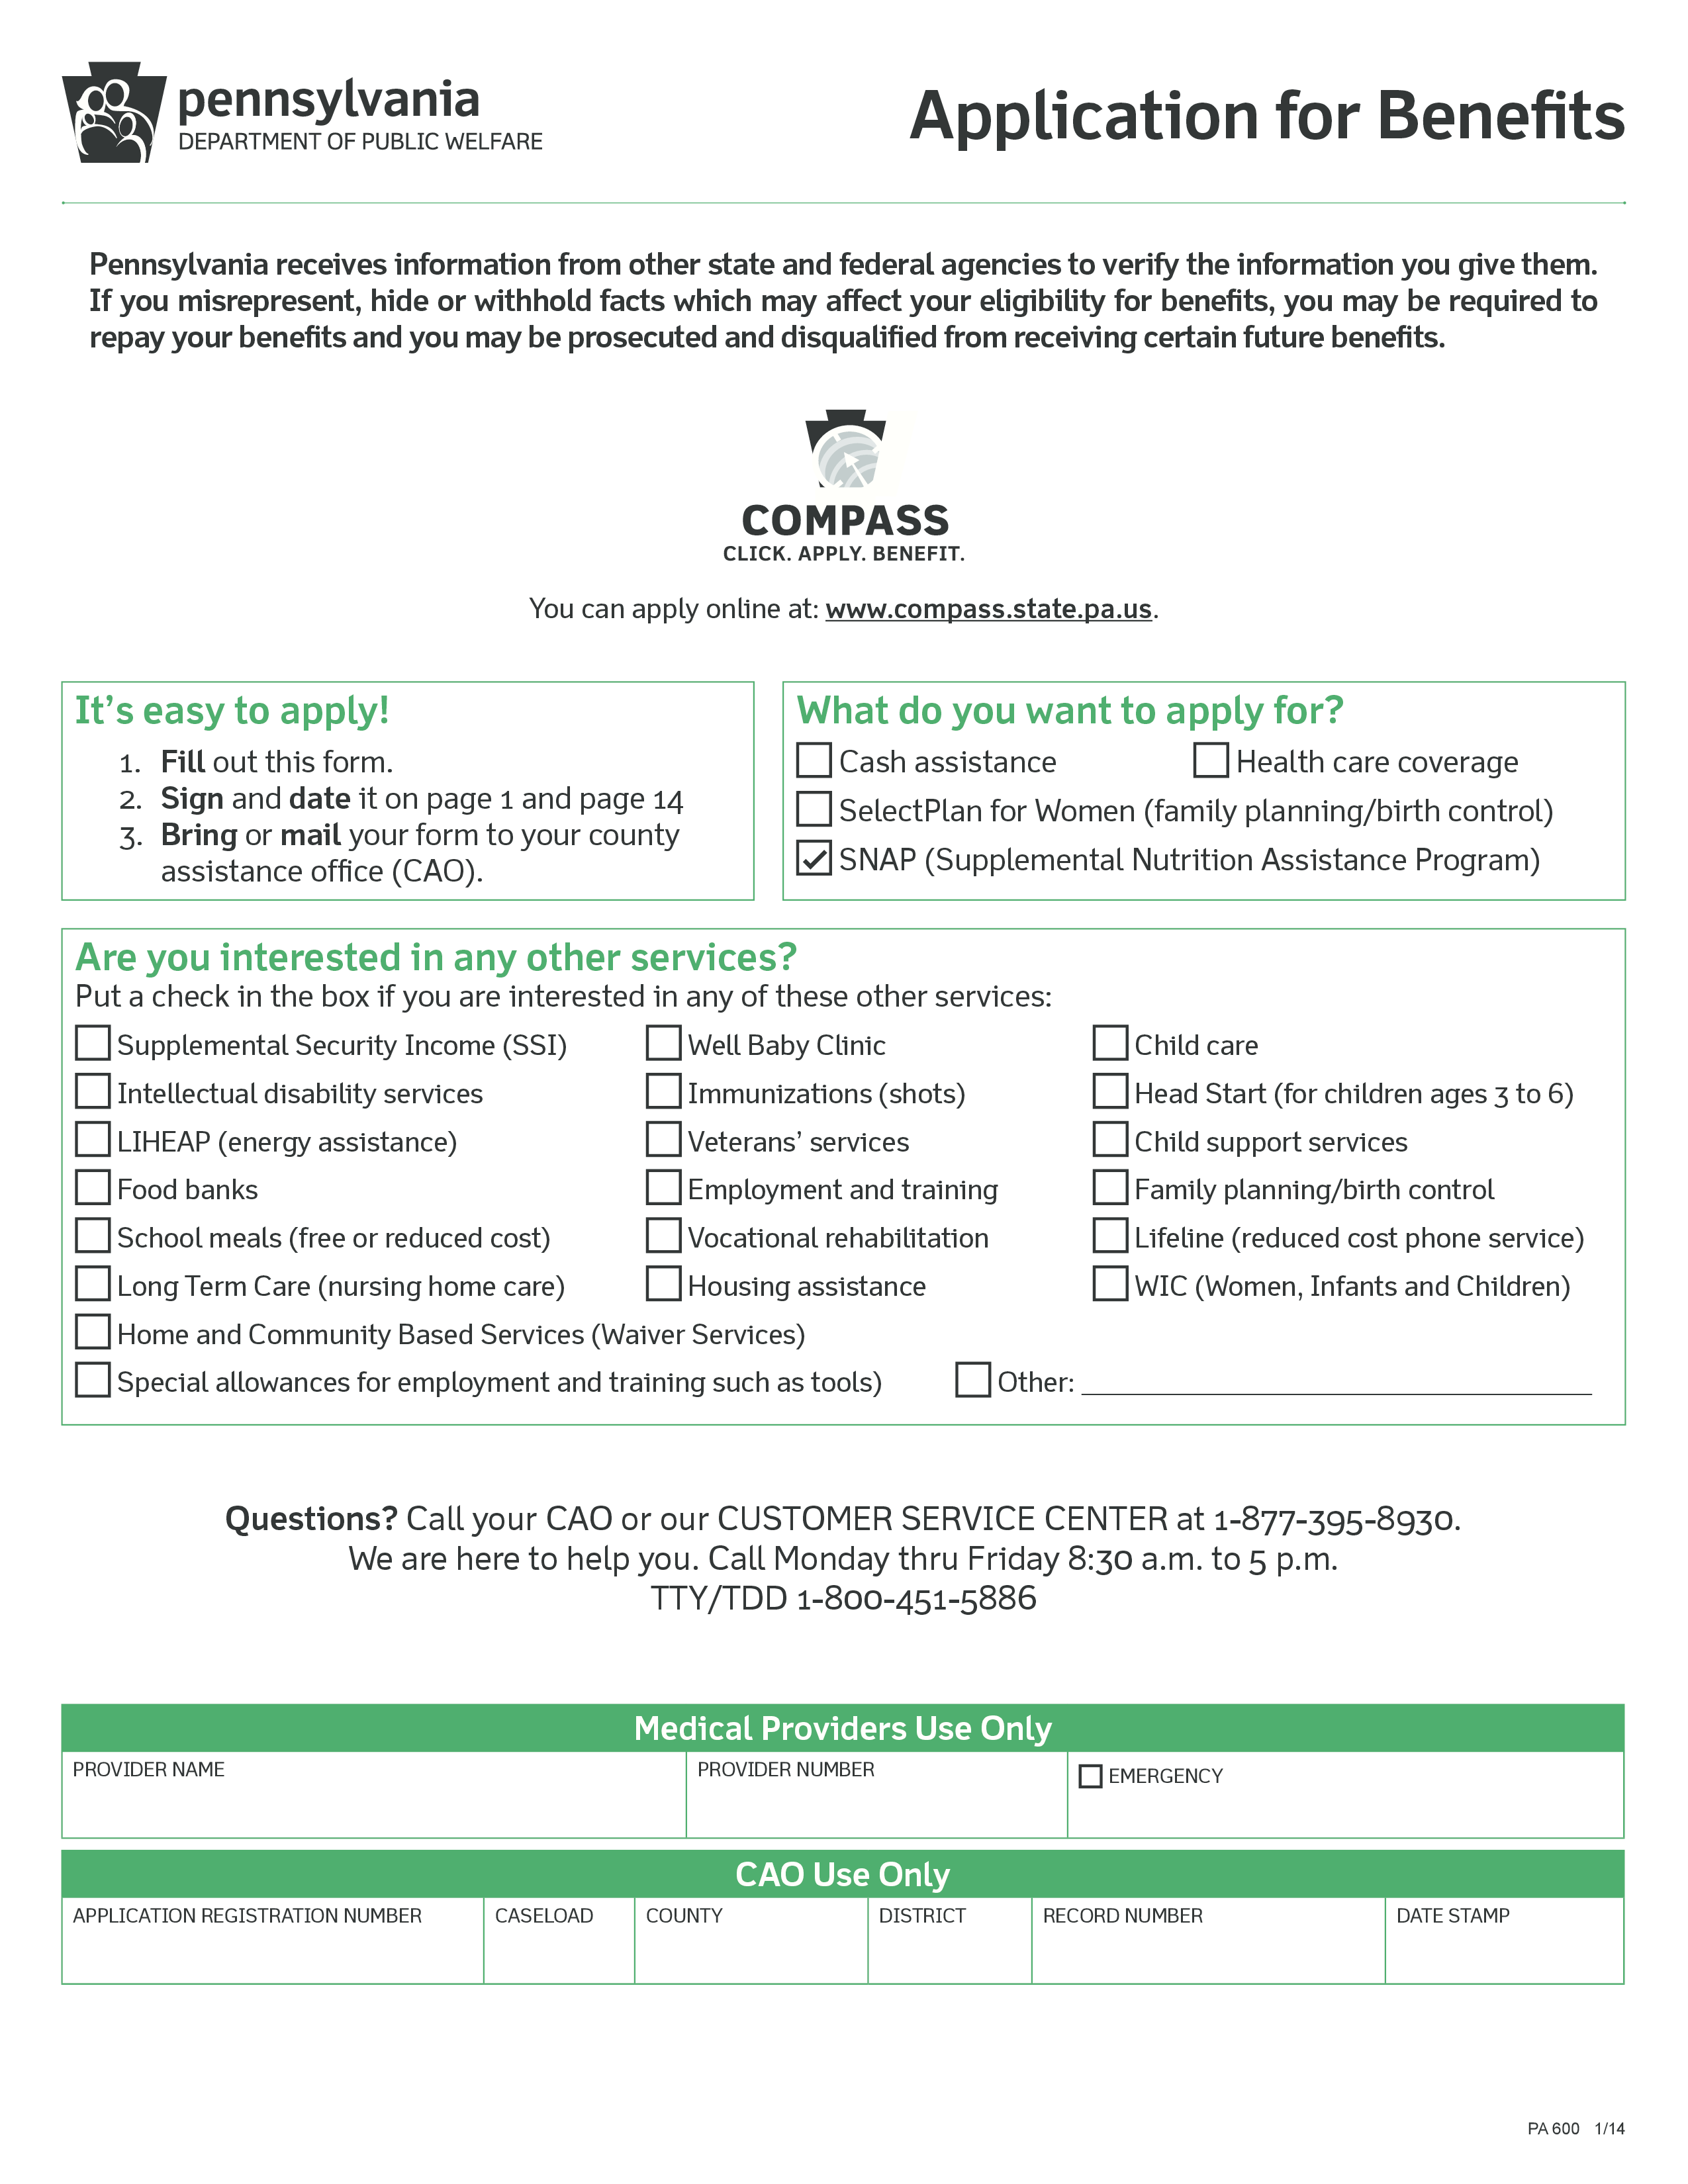 pennsylvania
DEPARTMENT OF PUBLIC WELFARE
Application for Benefits
Pennsylvania receives information from other state and federal agencies to verify the information you give them.
If you misrepresent, hide or withhold facts which may affect your eligibility for benefits, you may be required to
repay your benefits and you may be prosecuted and disqualified from receiving certain future benefits.
COMPASS
CLICK. APPLY. BENEFIT.
You can apply online at: www.compass.state.pa.us.
It's easy to apply!
1. Fill out this form.
2. Sign and date it on page 1 and page 14
3. Bring or mail your form to your county
assistance office (CAO).
What do you want to apply for?
Cash assistance
Health care coverage
SelectPlan for Women (family planning/birth control)
SNAP (Supplemental Nutrition Assistance Program)
Are you interested in any other services?
Put a check in the box if you are interested in any of these other services:
Supplemental Security Income (SSI)
Well Baby Clinic
Child care
Intellectual disability services
Immunizations (shots)
Head Start (for children ages 3 to 6)
LIHEAP (energy assistance)
Veterans' services
Child support services
Food banks
Employment and training
Family planning/birth control
School meals (free or reduced cost)
Vocational rehabilitation
Lifeline (reduced cost phone service)
Long Term Care (nursing home care)
Housing assistance
WIC (Women, Infants and Children)
Home and Community Based Services (Waiver Services)
Special allowances for employment and training such as tools)
Other:
Questions? Call your CAO or our CUSTOMER SERVICE CENTER at 1-877-395-8930.
We are here to help you. Call Monday thru Friday 8:30 a.m. to 5 p.m.
TTY/TDD 1-800-451-5886
Medical Providers Use Only
PROVIDER NAME
PROVIDER NUMBER
EMERGENCY
CAO Use Only
APPLICATION REGISTRATION NUMBER
CASELOAD
COUNTY
DISTRICT
RECORD NUMBER
DATE STAMP
PA 600 1/14